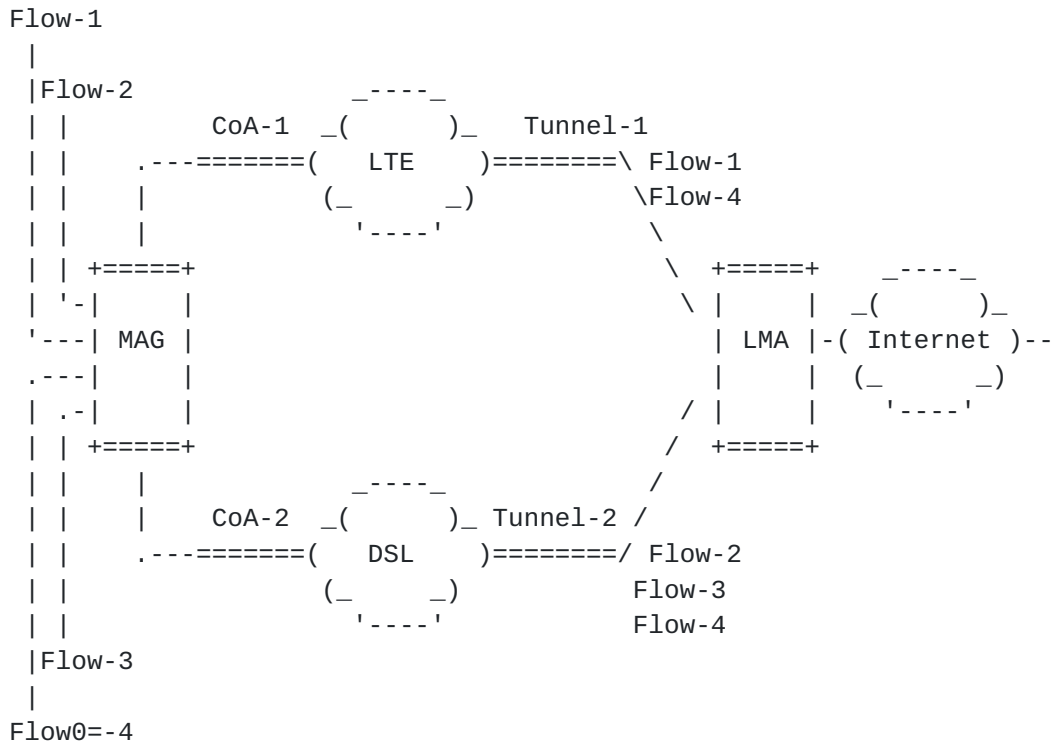 Flow-1
|
|Flow-2              _----_
| |         CoA-1  _(      )_   Tunnel-1
| |    .---=======(   LTE    )========\ Flow-1
| |    |           (_      _)          \Flow-4
| |    |             '----'             \
| | +=====+                              \  +=====+    _----_
| '-|     |                               \ |     |  _(      )_
'---| MAG |                                 | LMA |-( Internet )--
.---|     |                                 |     |  (_      _)
| .-|     |                               / |     |    '----'
| | +=====+                              /  +=====+
| |    |             _----_             /
| |    |    CoA-2  _(      )_ Tunnel-2 /
| |    .---=======(   DSL    )========/ Flow-2
| |                (_     _)           Flow-3
| |                  '----'            Flow-4
|Flow-3
|
Flow0=-4